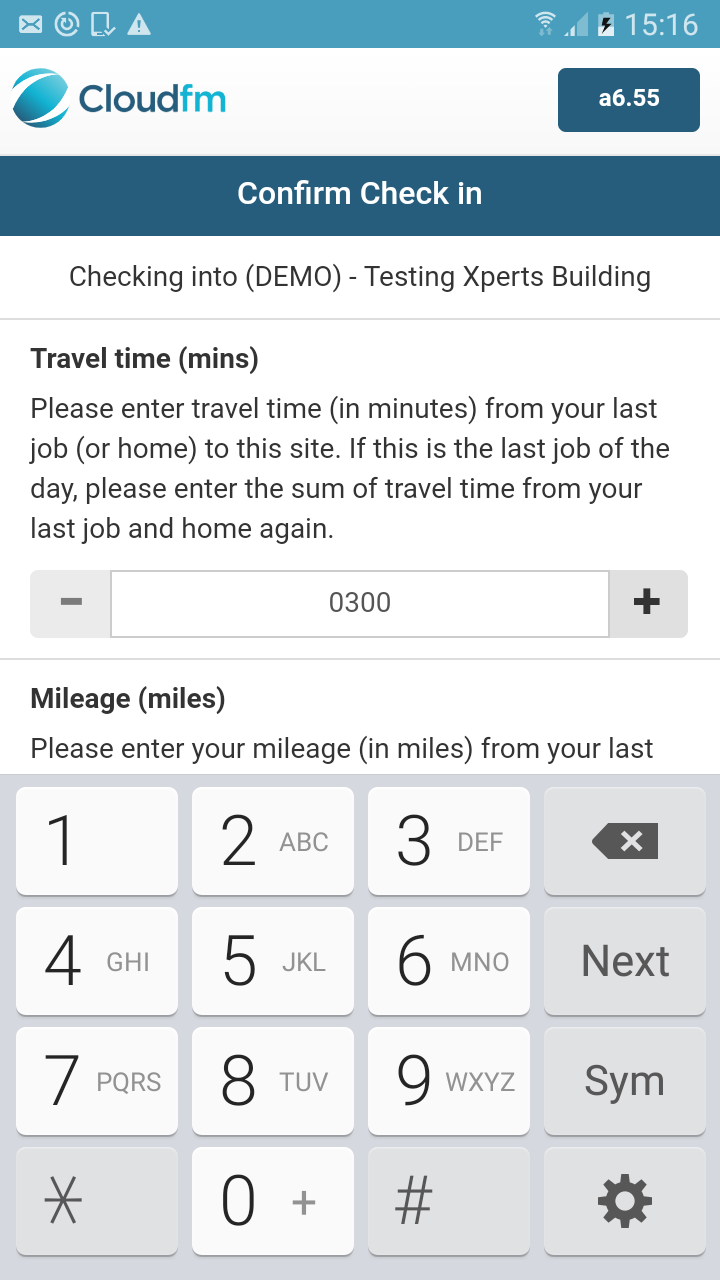 15:16
Cloudfm
a6.55
Confirm Check in
Checking into (DEMO) - Testing Xperts Building
Travel time (mins)
Please enter travel time (in minutes) from your last
job (or home) to this site. If this is the last job of the
day, please enter the sum of travel time from your
last job and home again.
0300
Mileage (miles)
Please enter your mileage (in miles) from your last
1 2 ABC 3 DEF
4 GHI 5 JKL 6 MNO Next
7 PQRS 8 TUV 9 WXYZ Sym
* 0 + #